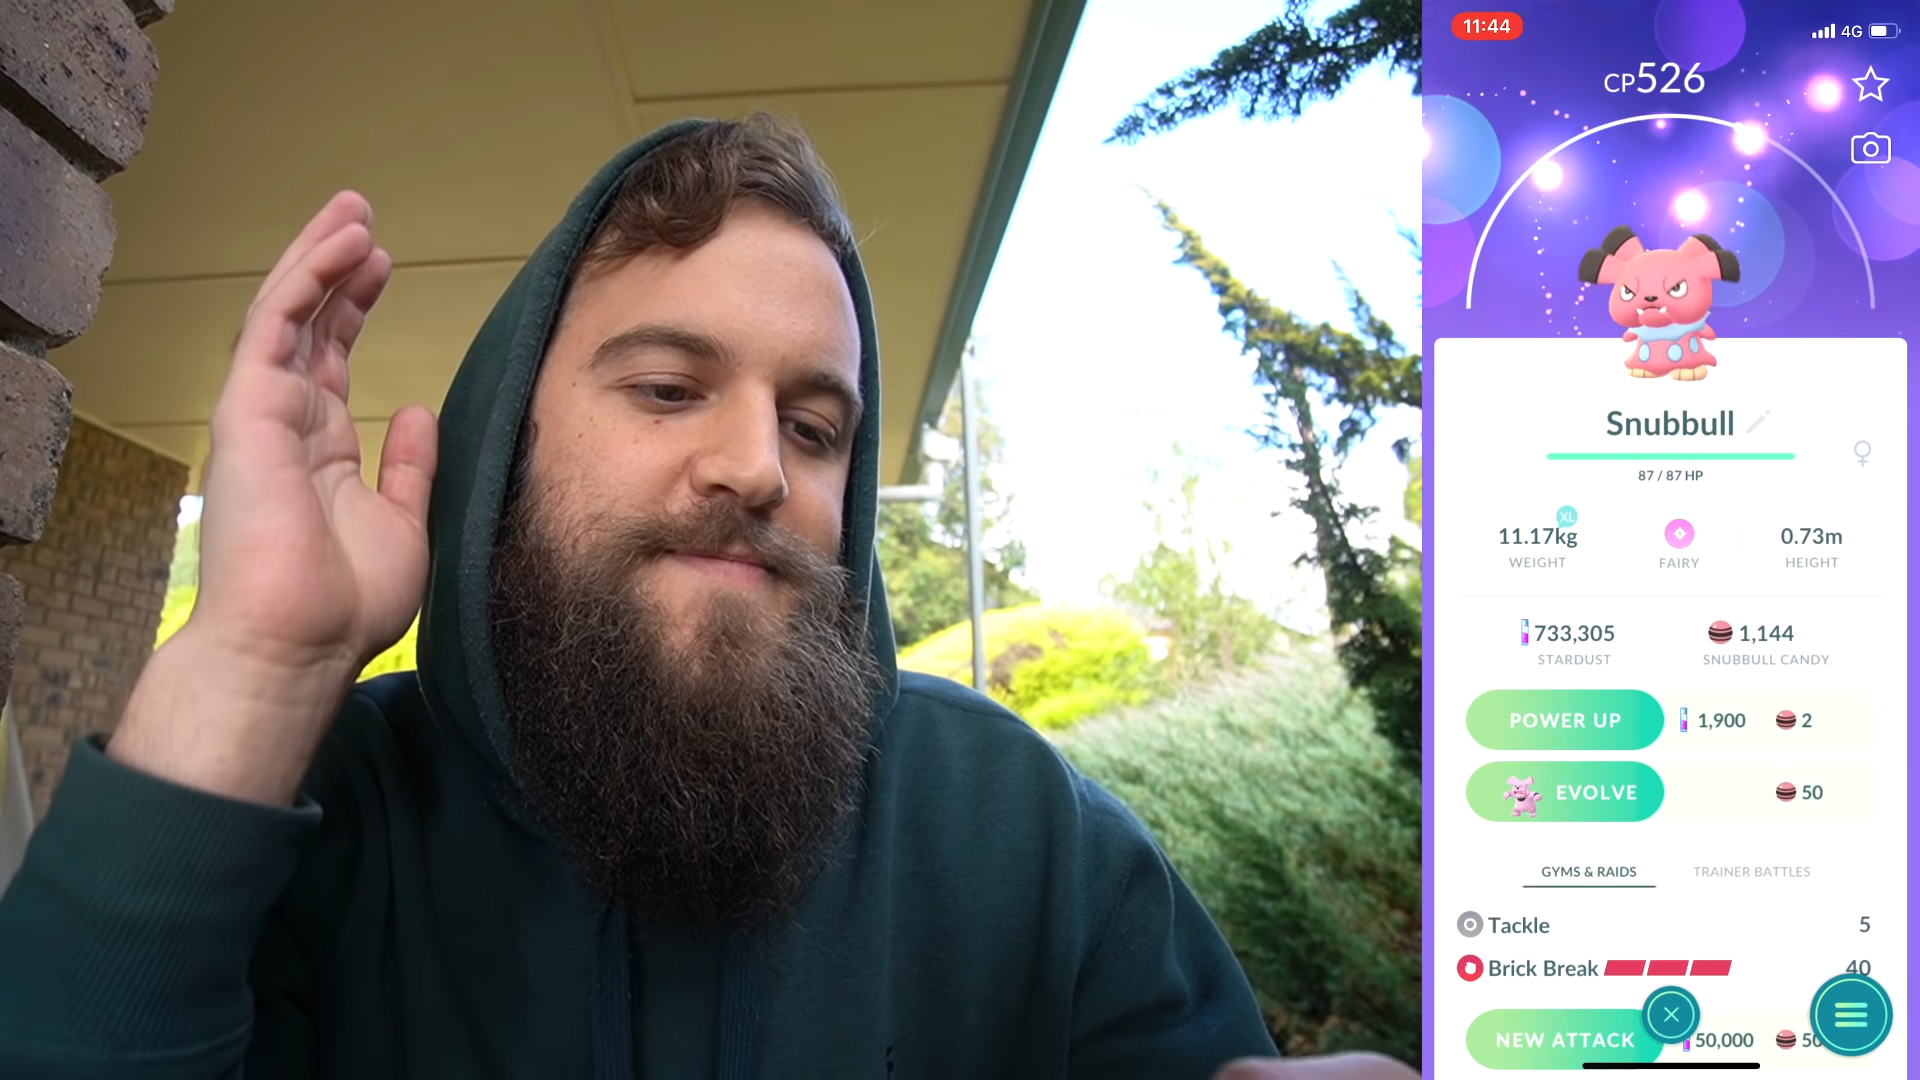 11:44
4G
CP526
Snubbull
87 / 87 HP
XL
11.17kg
0.73m
WEIGHT
FAIRY
HEIGHT
733,305
1,144
STARDUST
SNUBBULL CANDY
POWER UP
1,900
2
EVOLVE
50
GYMS & RAIDS
TRAINER BATTLES
Tackle
5
Brick Break
40
NEW ATTACK
50,000